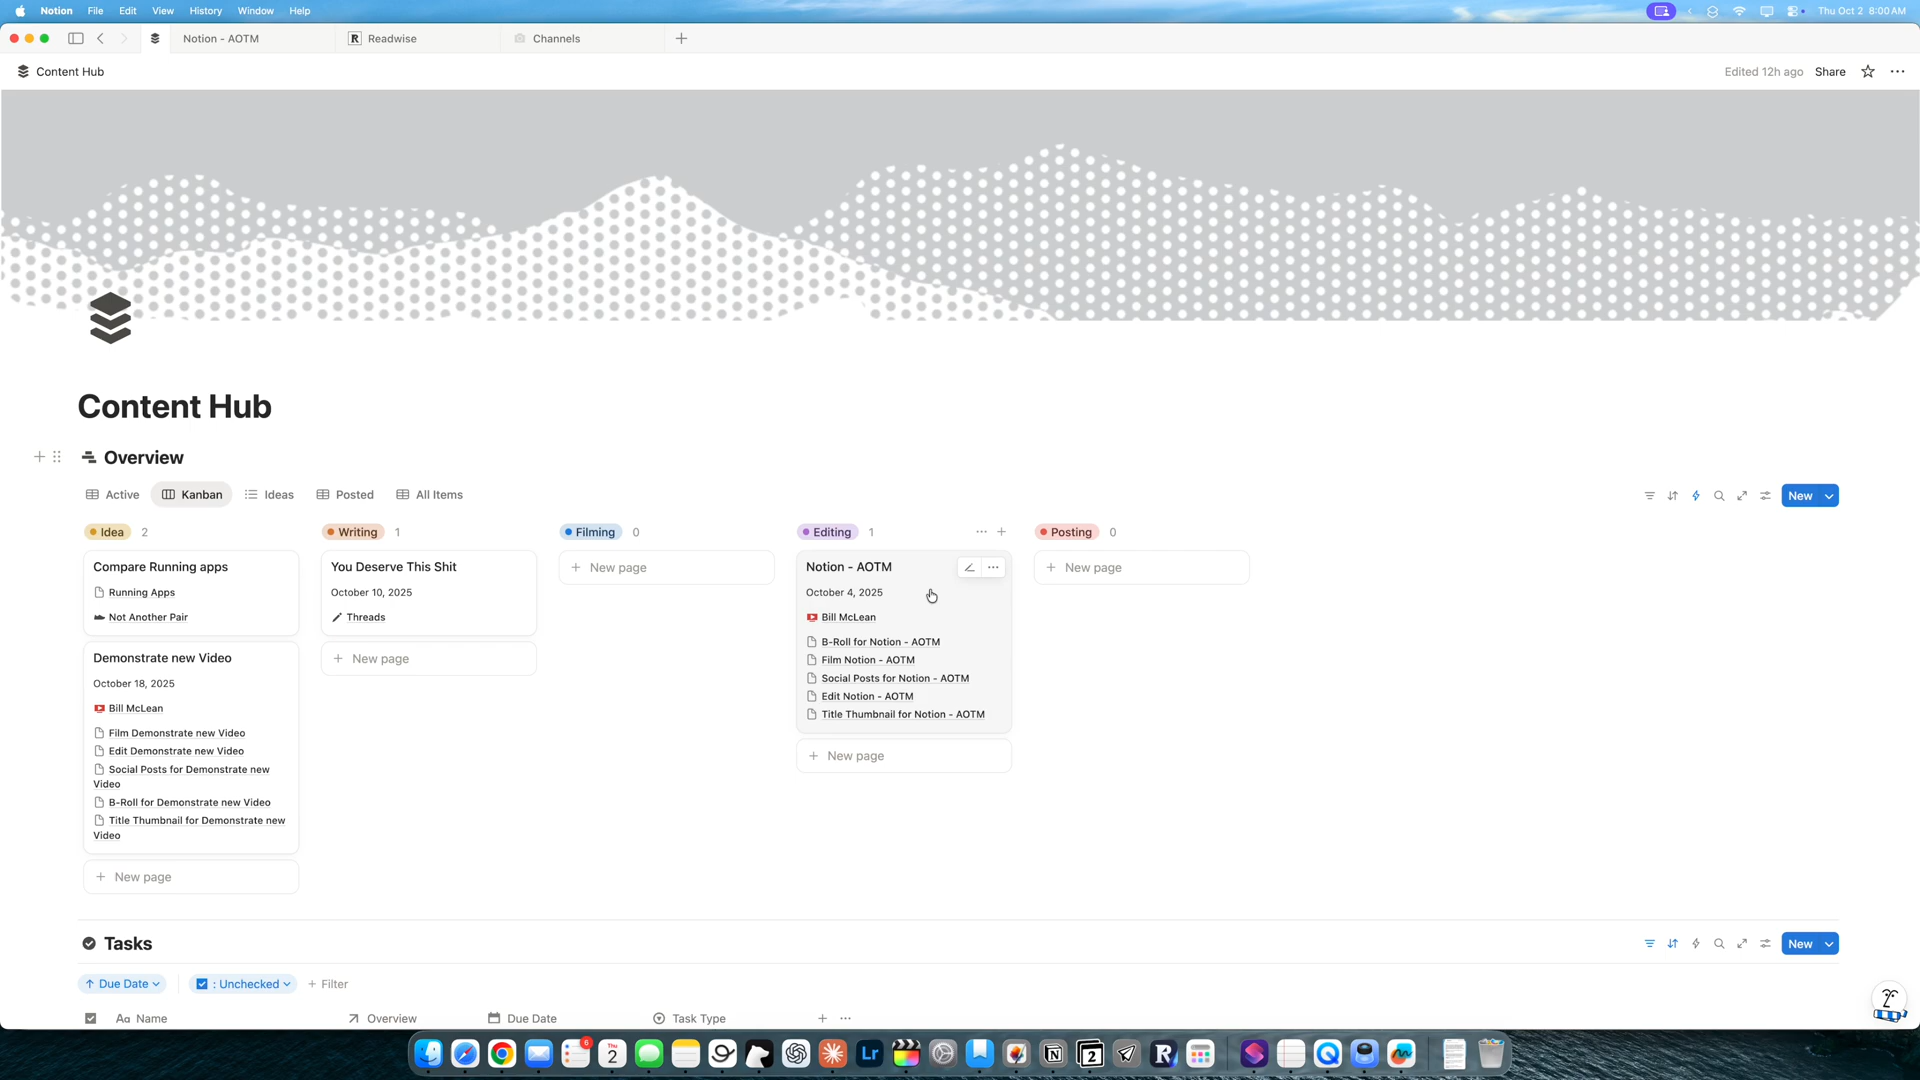 Notion File Edit View History Window Help Thu Oct 2 8:00 AM
Notion - AOTM R Readwise Channels
Content Hub Edited 12h ago Share
Content Hub
Overview
Active Kanban Ideas Posted All Items New
Idea 2 Writing 1 Filming 0 Editing 1 Posting 0
Compare Running apps
Running Apps
Not Another Pair
Demonstrate new Video
October 18, 2025
Bill McLean
Film Demonstrate new Video
Edit Demonstrate new Video
Social Posts for Demonstrate new
Video
B-Roll for Demonstrate new Video
Title Thumbnail for Demonstrate new
Video
New page
You Deserve This Shit
October 10, 2025
Threads
New page
New page
Notion - AOTM
October 4, 2025
Bill McLean
B-Roll for Notion - AOTM
Film Notion - AOTM
Social Posts for Notion - AOTM
Edit Notion - AOTM
Title Thumbnail for Notion - AOTM
New page
New page
Tasks New
Due Date : Unchecked Filter
Aa Name Overview Due Date Task Type
6 Thu 2 Lr N 2 R